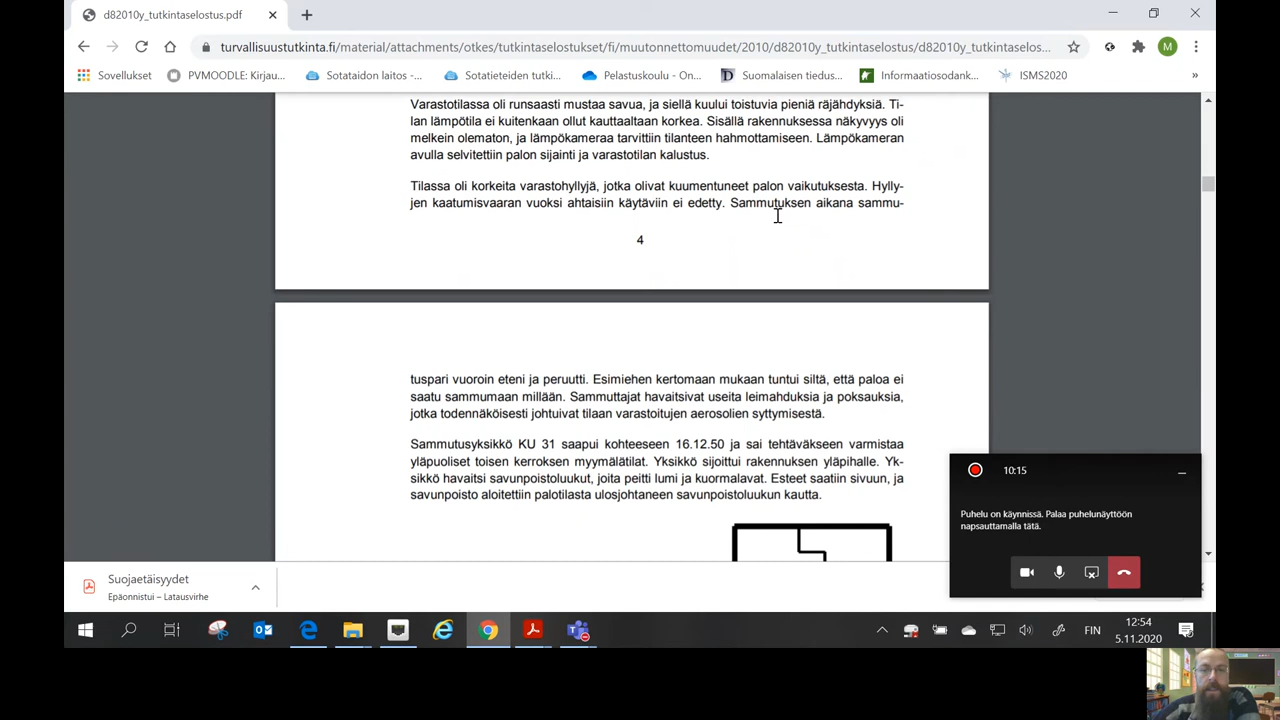 d82010y_tutkintaselostus.pdf
turvallisuustutkinta.fi/material/attachments/otkes/tutkintaselostukset/fi/muutonnettomuudet/2010/d82010y_tutkintaselostus/d82010y_tutkintaselos...
M
Sovellukset
PVMOODLE: Kirjau...
Sotataidon laitos -...
Sotatieteiden tutki...
Pelastuskoulu - On...
Suomalaisen tiedus...
Informaatiosodank...
ISMS2020
»
Varastotilassa oli runsaasti mustaa savua, ja siellä kuului toistuvia pieniä räjähdyksiä. Ti-
lan lämpötila ei kuitenkaan ollut kauttaaltaan korkea. Sisällä rakennuksessa näkyvyys oli
melkein olematon, ja lämpökameraa tarvittiin tilanteen hahmottamiseen. Lämpökameran
avulla selvitettiin palon sijainti ja varastotilan kalustus.
Tilassa oli korkeita varastohyllyjä, jotka olivat kuumentuneet palon vaikutuksesta. Hylly-
jen kaatumisvaaran vuoksi ahtaisiin käytäviin ei edetty. Sammutuksen aikana sammu-
4
tuspari vuoroin eteni ja peruutti. Esimiehen kertomaan mukaan tuntui siltä, että paloa ei
saatu sammumaan millään. Sammuttajat havaitsivat useita leimahduksia ja poksauksia,
jotka todennäköisesti johtuivat tilaan varastoitujen aerosolien syttymisestä.
Sammutusyksikkö KU 31 saapui kohteeseen 16.12.50 ja sai tehtäväkseen varmistaa
yläpuoliset toisen kerroksen myymälätilat. Yksikkö sijoittui rakennuksen yläpihalle. Yk-
sikkö havaitsi savunpoistoluukut, joita peitti lumi ja kuormalavat. Esteet saatiin sivuun, ja
savunpoisto aloitettiin palotilasta ulosjohtaneen savunpoistoluukun kautta.
10:15
Puhelu on käynnissä. Palaa puhelunäyttöön
napsauttamalla tätä.
Suojaetäisyydet
Epäonnistui – Latausvirhe
FIN
12:54
5.11.2020